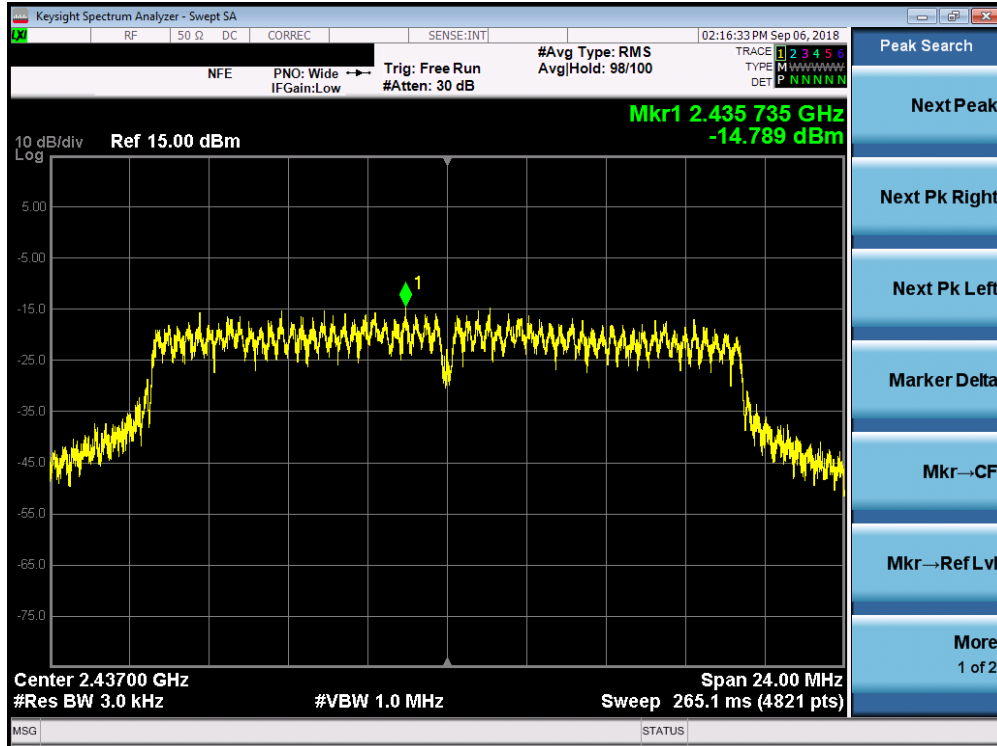 Keysight Spectrum Analyzer - Swept SA
LXI RF 50 Ω DC CORREC SENSE:INT 02:16:33 PM Sep 06, 2018
NFE PNO: Wide Trig: Free Run #Avg Type: RMS TRACE 1 2 3 4 5 6
IFGain:Low #Atten: 30 dB Avg|Hold: 98/100 TYPE M WWWWW
DET P N N N N N
Mkr1 2.435 735 GHz
-14.789 dBm
10 dB/div Ref 15.00 dBm
Log
5.00
-5.00
-15.0
-25.0
-35.0
-45.0
-55.0
-65.0
-75.0
1
Center 2.43700 GHz Span 24.00 MHz
#Res BW 3.0 kHz #VBW 1.0 MHz Sweep 265.1 ms (4821 pts)
MSG STATUS
Peak Search
Next Peak
Next Pk Right
Next Pk Left
Marker Delta
Mkr→CF
Mkr→Ref Lvl
More
1 of 2